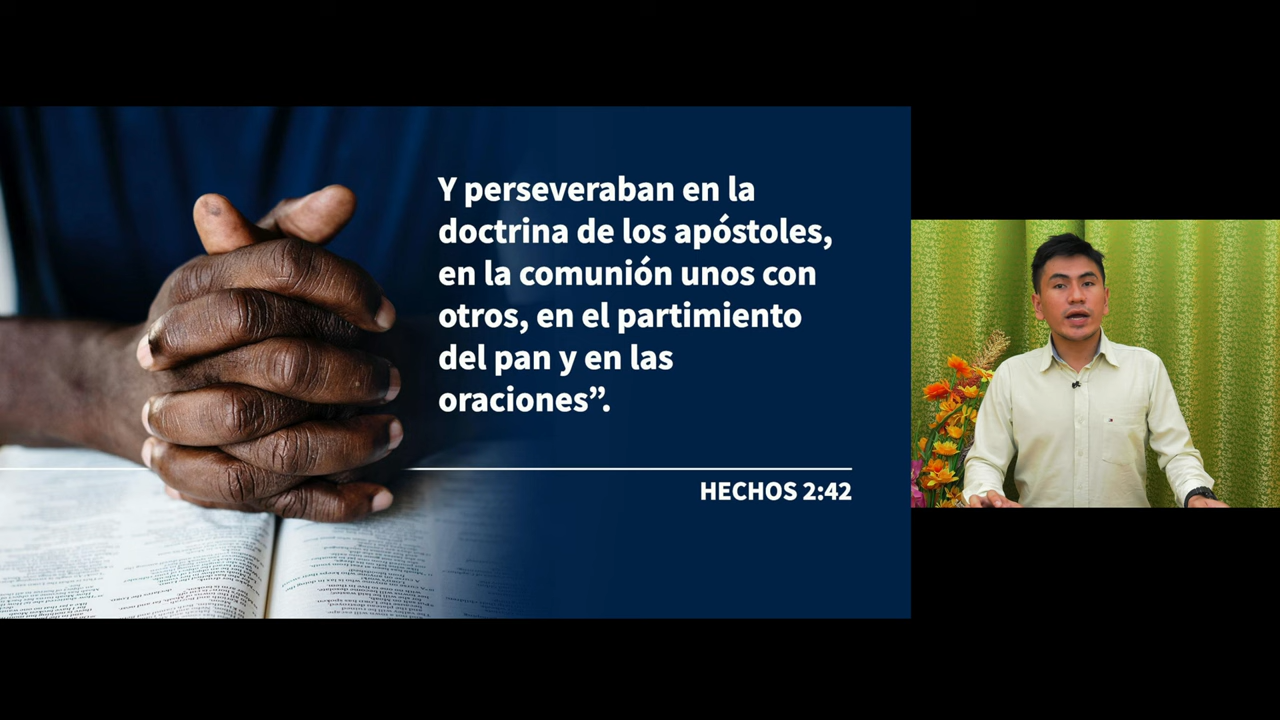 Y perseveraban en la
doctrina de los apóstoles,
en la comunión unos con
otros, en el partimiento
del pan y en las
oraciones”.
HECHOS 2:42